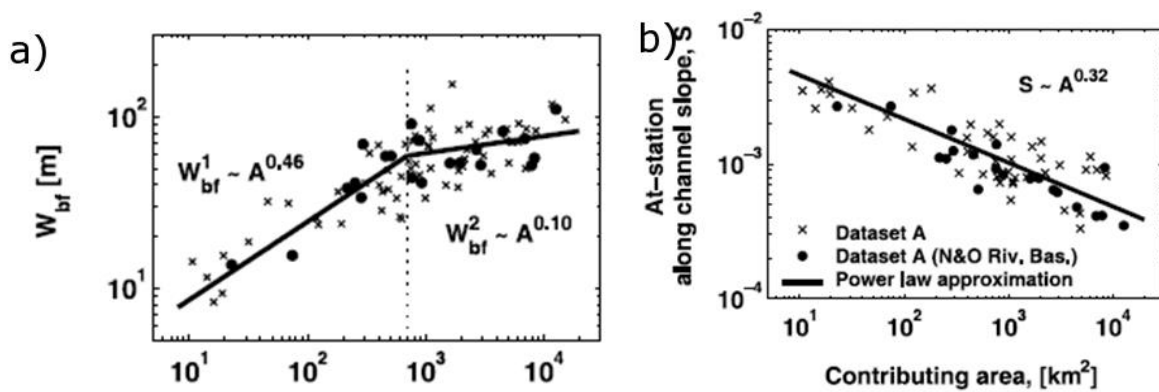 a)
W_bf [m]
10^2
10^1
W_bf^1 ~ A^0.46
W_bf^2 ~ A^0.10
10^1 10^2 10^3 10^4
b)
At-station
along channel slope, S
10^-2
10^-3
10^-4
S ~ A^0.32
× Dataset A
● Dataset A (N&O Riv. Bas.)
Power law approximation
10^1 10^2 10^3 10^4
Contributing area, [km^2]